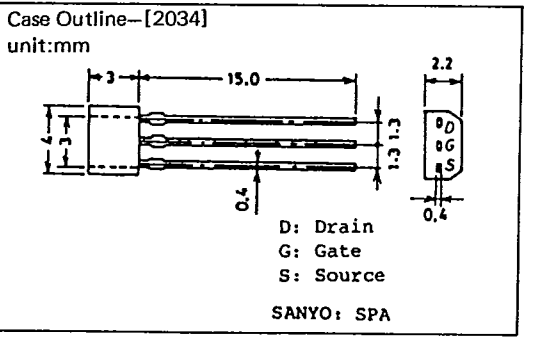 Case Outline—[2034]
unit:mm
3
15.0
2.2
4
3
1.3
1.3
0.4
D
G
S
0.4
D: Drain
G: Gate
S: Source
SANYO: SPA